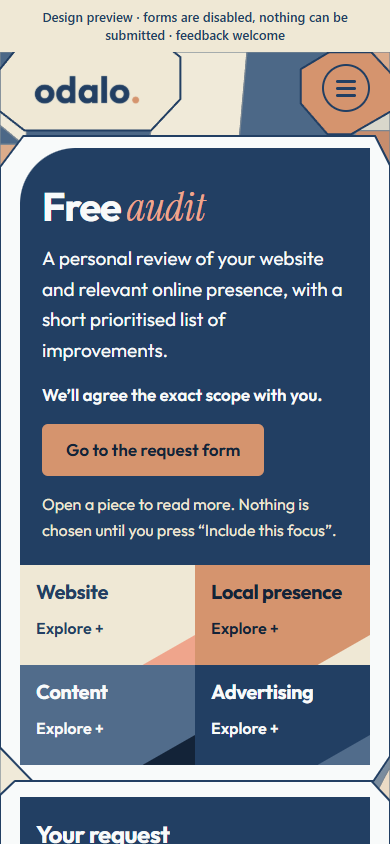 Design preview · forms are disabled, nothing can be
submitted · feedback welcome
odalo.
Free audit
A personal review of your website
and relevant online presence, with a
short prioritised list of
improvements.
We’ll agree the exact scope with you.
Go to the request form
Open a piece to read more. Nothing is
chosen until you press “Include this focus”.
Website
Explore +
Local presence
Explore +
Content
Explore +
Advertising
Explore +
Your request